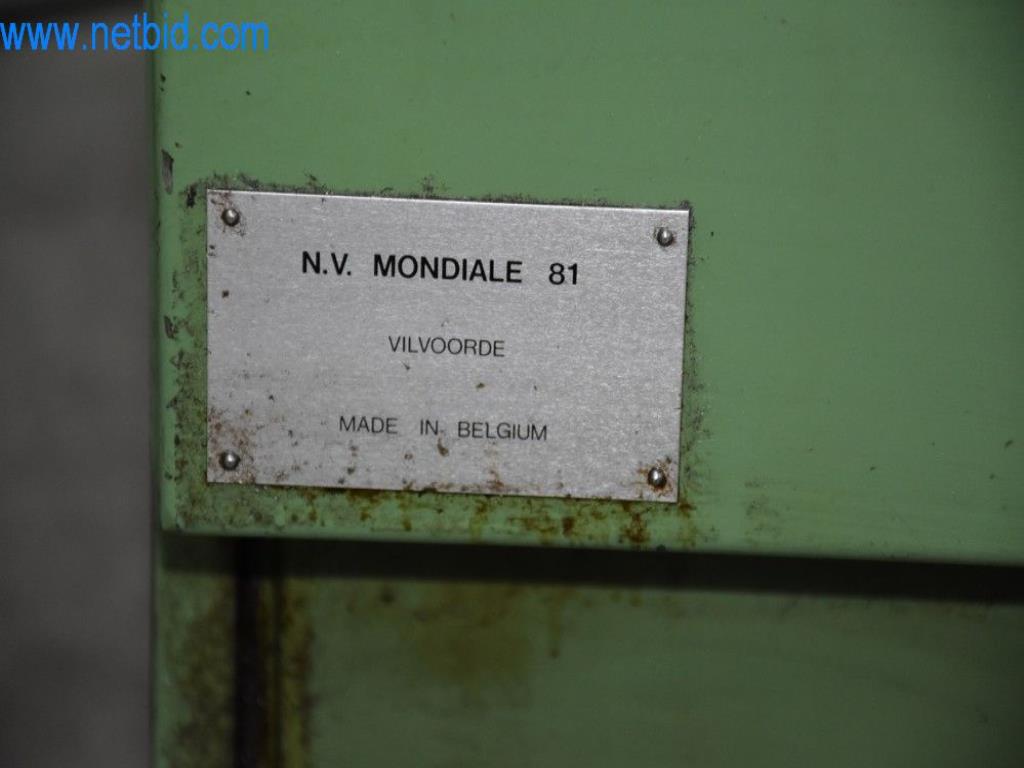 www.netbid.com
N.V. MONDIALE 81
VILVOORDE
MADE IN BELGIUM